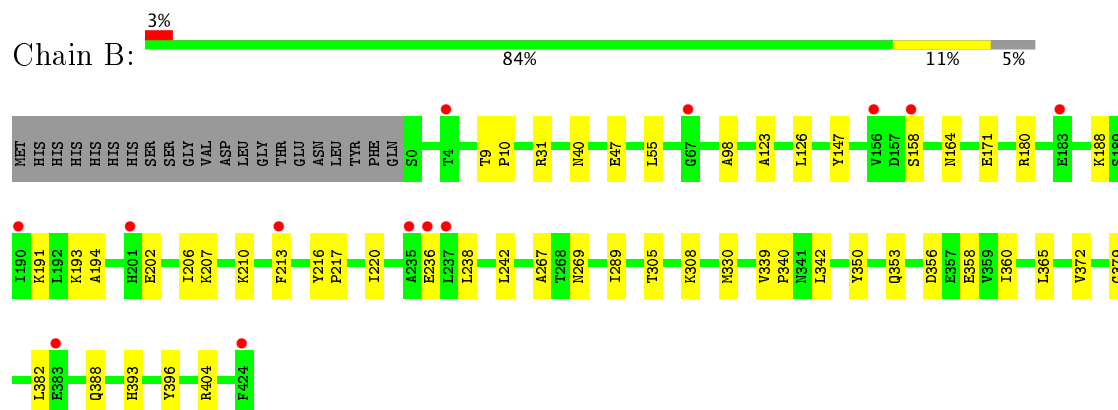 3%
Chain B:
84% 11% 5%
MET HIS HIS HIS HIS HIS HIS SER SER GLY VAL ASP LEU GLY THR GLU ASN LEU TYR PHE GLN S0 T4 T9 P10 R31 N40 E47 L55 G67 A98 A123 L126 Y147 V156 D157 S158 N164 E171 R180 E183 K188 S189
I190 K191 L192 K193 A194 H201 E202 I206 K207 K210 F213 Y216 P217 I220 A235 E236 L237 L238 L242 A267 T268 N269 I289 T305 K308 M330 V339 P340 N341 L342 Y350 Q353 D356 E357 E358 V359 I360 L365 V372
L382 E383 Q388 H393 Y396 R404 F424